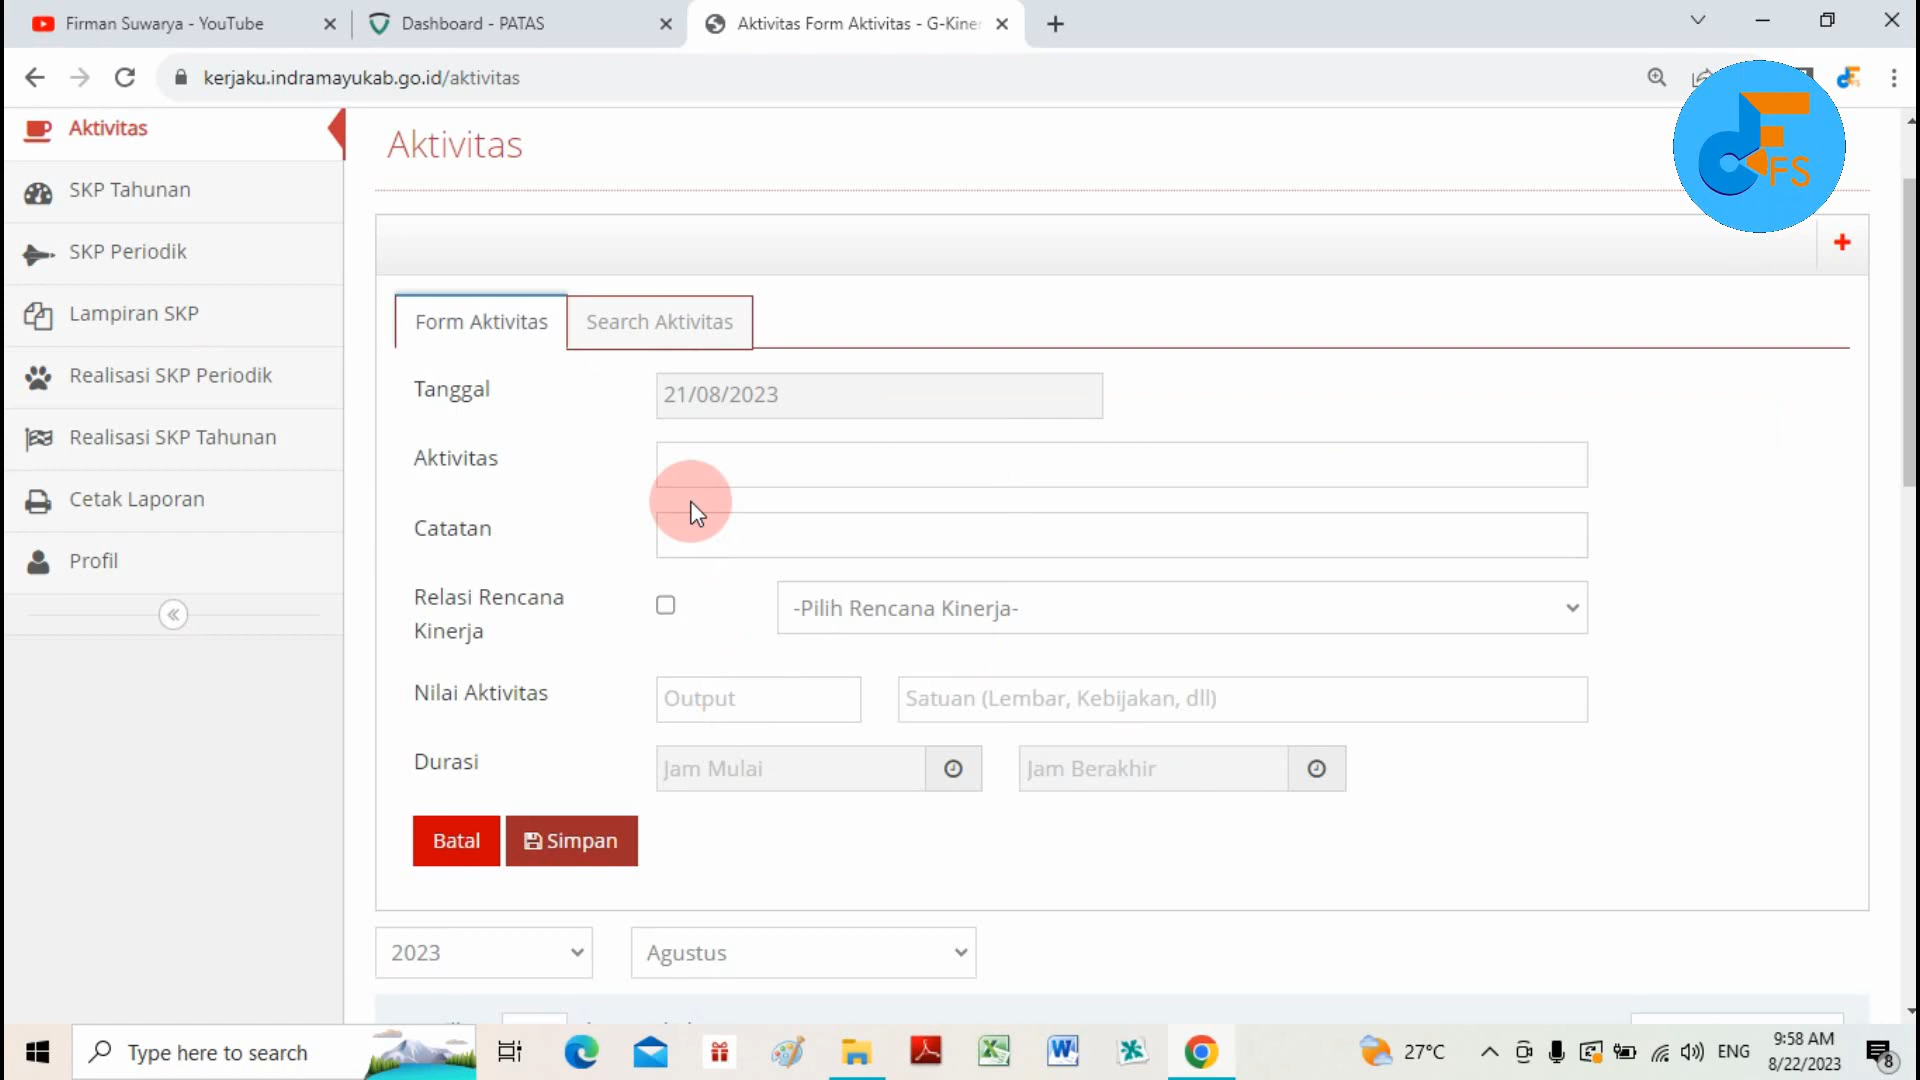 Firman Suwarya - YouTube
Dashboard - PATAS
Aktivitas Form Aktivitas - G-Kine
kerjaku.indramayukab.go.id/aktivitas
FS
Aktivitas
SKP Tahunan
SKP Periodik
Lampiran SKP
Realisasi SKP Periodik
Realisasi SKP Tahunan
Cetak Laporan
Profil
Aktivitas
Form Aktivitas
Search Aktivitas
Tanggal
21/08/2023
Aktivitas
Catatan
Relasi Rencana
Kinerja
-Pilih Rencana Kinerja-
Nilai Aktivitas
Output
Satuan (Lembar, Kebijakan, dll)
Durasi
Jam Mulai
Jam Berakhir
Batal
Simpan
2023
Agustus
Type here to search
27°C
ENG
9:58 AM
8/22/2023
8